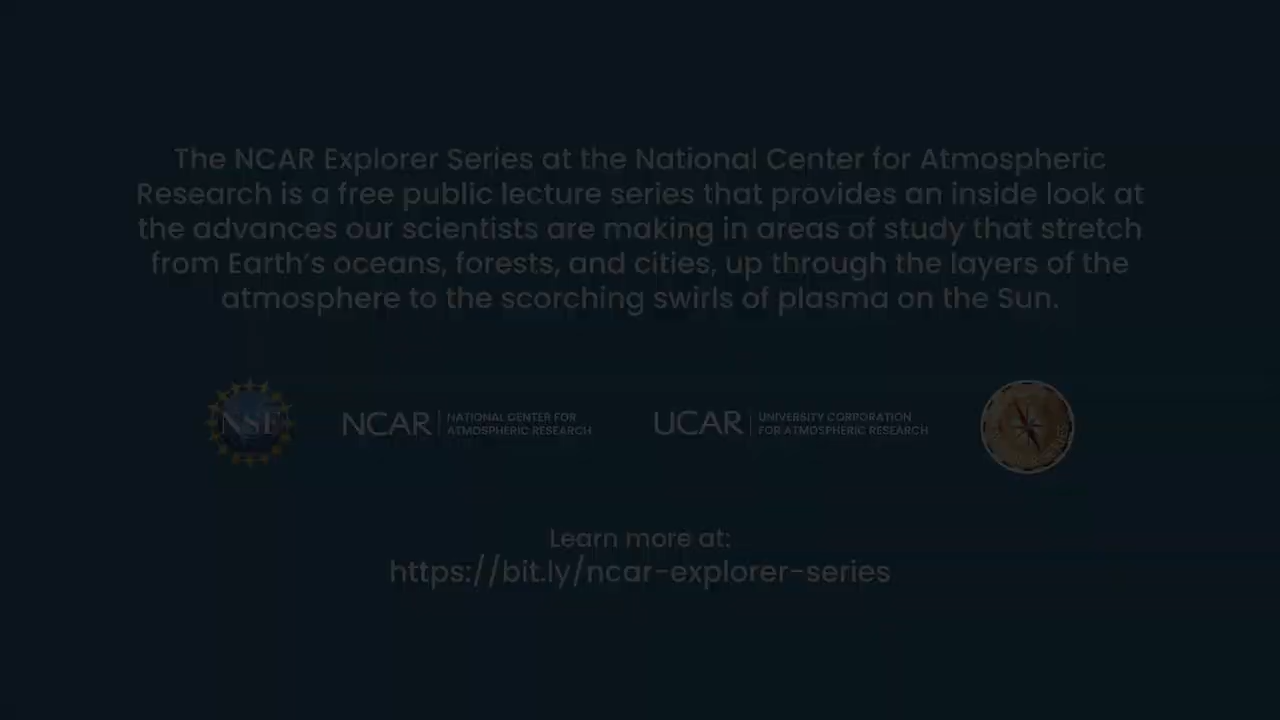 The NCAR Explorer Series at the National Center for Atmospheric
Research is a free public lecture series that provides an inside look at
the advances our scientists are making in areas of study that stretch
from Earth's oceans, forests, and cities, up through the layers of the
atmosphere to the scorching swirls of plasma on the Sun.
NSF
NCAR
NATIONAL CENTER FOR
ATMOSPHERIC RESEARCH
UCAR
UNIVERSITY CORPORATION
FOR ATMOSPHERIC RESEARCH
Learn more at:
https://bit.ly/ncar-explorer-series